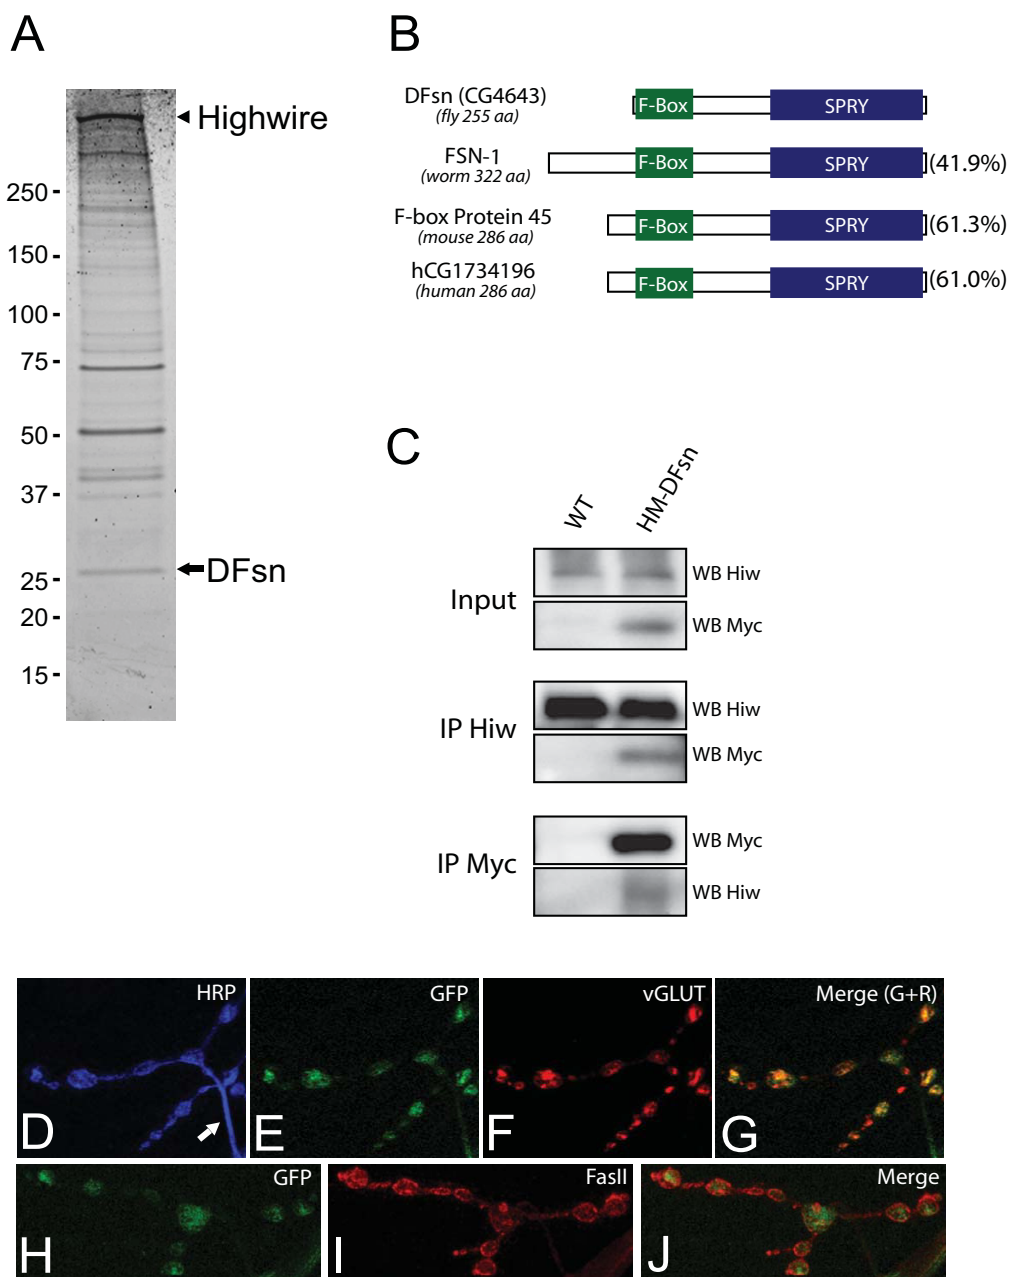 A
Highwire
250
150
100
75
50
37
DFsn
25
20
15
B
DFsn (CG4643)
(fly 255 aa)
F-Box
SPRY
FSN-1
(worm 322 aa)
F-Box
SPRY
(41.9%)
F-box Protein 45
(mouse 286 aa)
F-Box
SPRY
(61.3%)
hCG1734196
(human 286 aa)
F-Box
SPRY
(61.0%)
C
WT
HM-DFsn
Input
WB Hiw
WB Myc
IP Hiw
WB Hiw
WB Myc
IP Myc
WB Myc
WB Hiw
HRP
D
GFP
E
vGLUT
F
Merge (G+R)
G
GFP
H
FasII
I
Merge
J